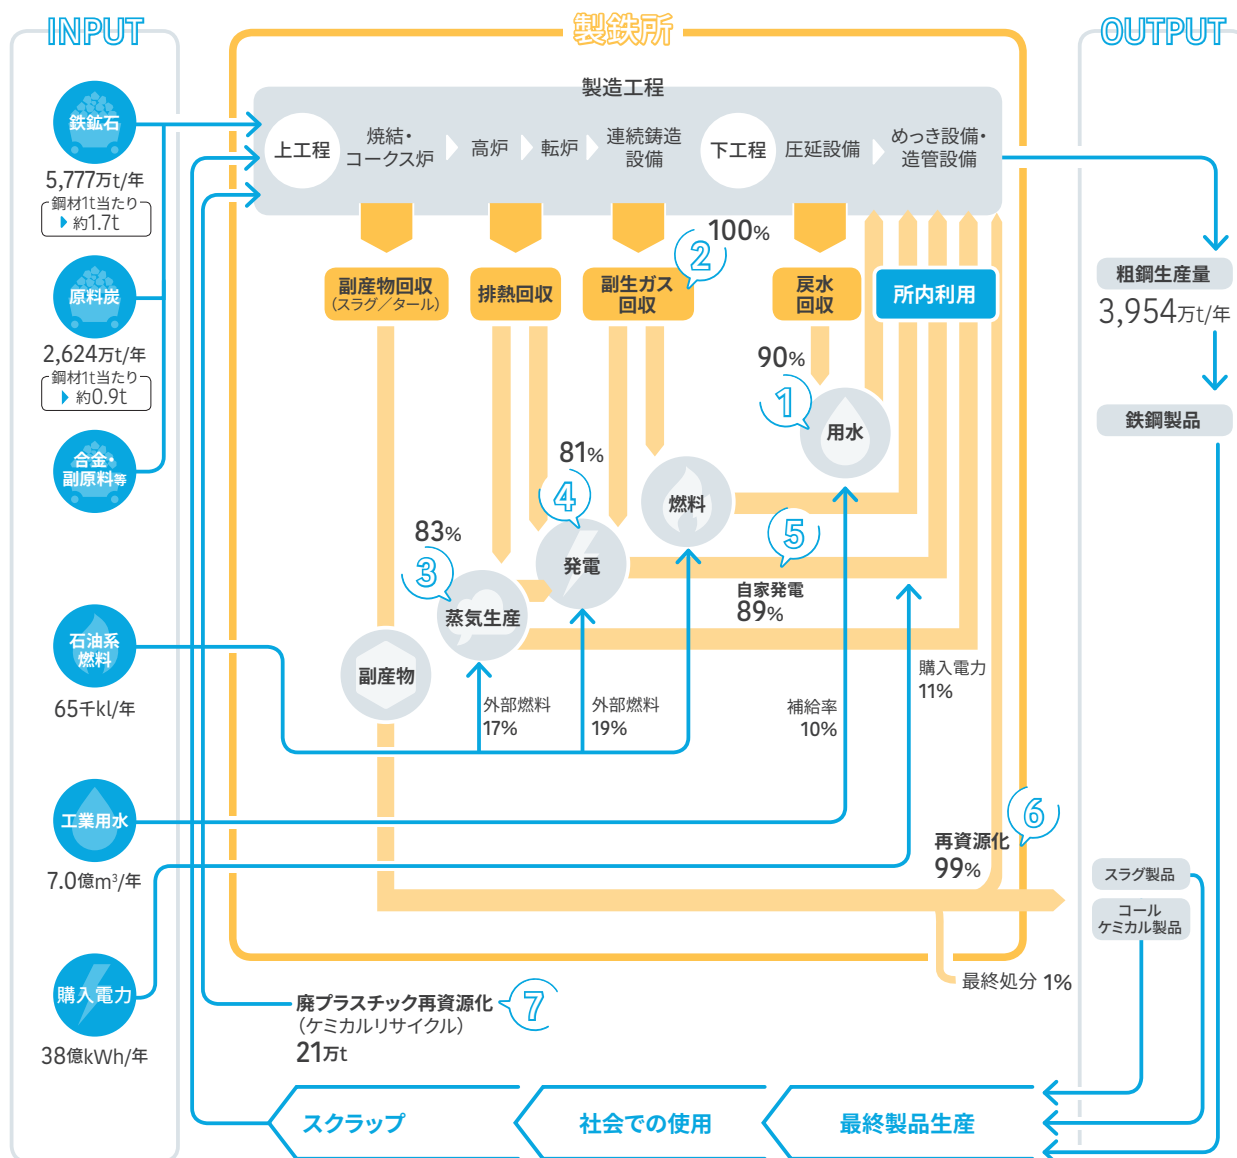 INPUT
製鉄所
OUTPUT
製造工程
上工程
焼結・
コークス炉
高炉
転炉
連続鋳造
設備
下工程
圧延設備
めっき設備・
造管設備
鉄鉱石
5,777万t/年
鋼材1t当たり
約1.7t
原料炭
2,624万t/年
鋼材1t当たり
約0.9t
合金・
副原料等
石油系
燃料
65千kl/年
工業用水
7.0億m³/年
購入電力
38億kWh/年
副産物回収
(スラグ/タール)
排熱回収
2
100%
副生ガス
回収
戻水
回収
所内利用
90%
1
用水
81%
4
発電
燃料
83%
3
蒸気生産
5
自家発電
89%
副産物
外部燃料
17%
外部燃料
19%
補給率
10%
購入電力
11%
6
再資源化
99%
最終処分 1%
廃プラスチック再資源化
(ケミカルリサイクル)
21万t
7
粗鋼生産量
3,954万t/年
鉄鋼製品
スラグ製品
コール
ケミカル製品
スクラップ
社会での使用
最終製品生産